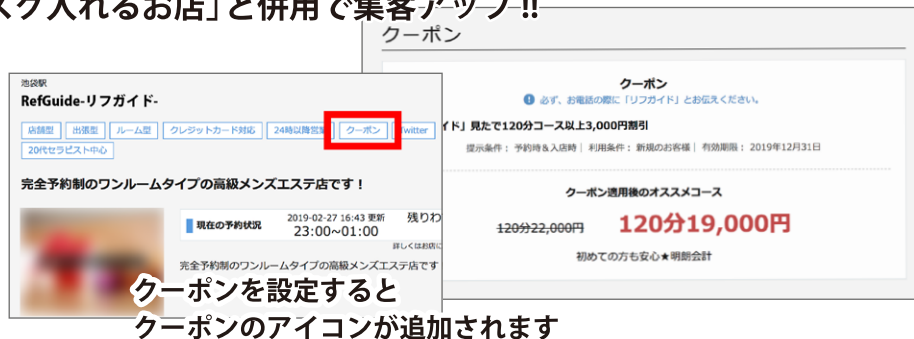 スグ入れるお店」と併用で集客アップ!!
池袋駅
RefGuide-リフガイド-
店舗型 出張型 ルーム型 クレジットカード対応 24時以降営業 クーポン Twitter
20代セラピスト中心
完全予約制のワンルームタイプの高級メンズエステ店です！
現在の予約状況
2019-02-27 16:43 更新
23:00~01:00
残りわ
詳しくはお店に
完全予約制のワンルームタイプの高級メンズエステ店です
クーポン
クーポン
必ず、お電話の際に「リフガイド」とお伝えください。
イド」見たで120分コース以上3,000円割引
提示条件： 予約時＆入店時｜ 利用条件： 新規のお客様｜ 有効期限： 2019年12月31日
クーポン適用後のオススメコース
120分22,000円 120分19,000円
初めての方も安心★明朗会計
クーポンを設定すると
クーポンのアイコンが追加されます